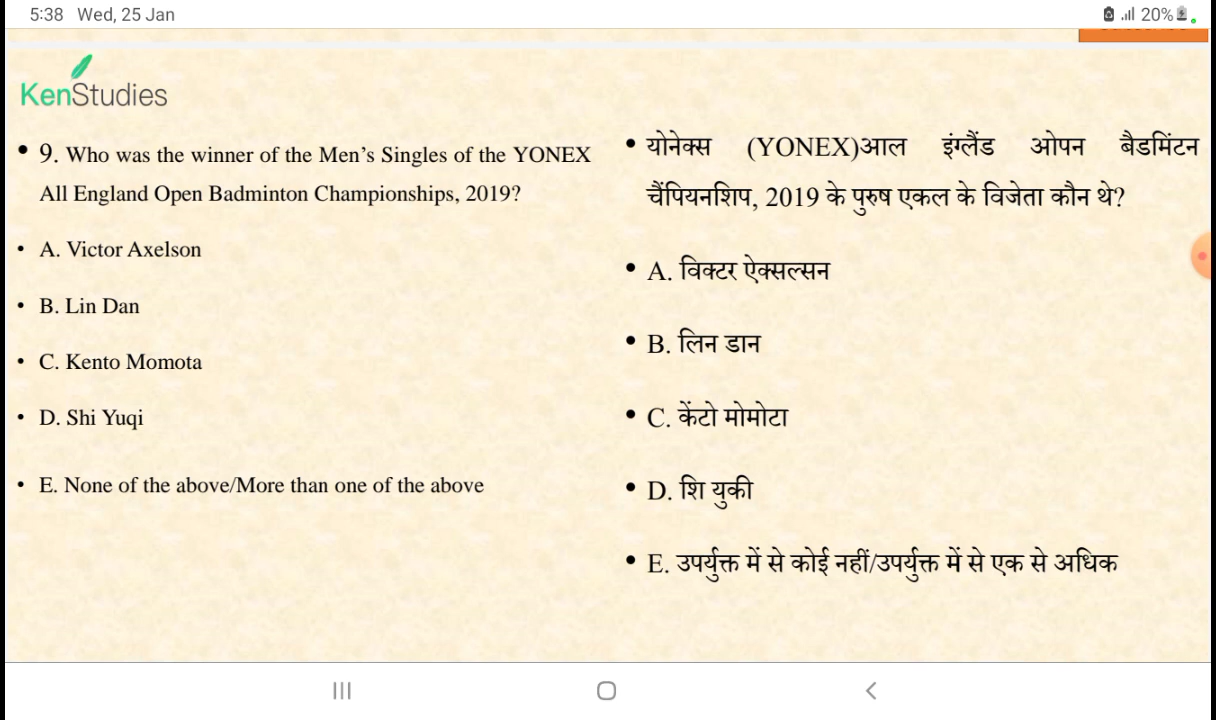 5:38 Wed, 25 Jan
20%
KenStudies
• 9. Who was the winner of the Men’s Singles of the YONEX
All England Open Badminton Championships, 2019?
• A. Victor Axelson
• B. Lin Dan
• C. Kento Momota
• D. Shi Yuqi
• E. None of the above/More than one of the above
• योनेक्स (YONEX)आल इंग्लैंड ओपन बैडमिंटन
चैंपियनशिप, 2019 के पुरुष एकल के विजेता कौन थे?
• A. विक्टर ऐक्सल्सन
• B. लिन डान
• C. केंटो मोमोटा
• D. शि युकी
• E. उपर्युक्त में से कोई नहीं/उपर्युक्त में से एक से अधिक